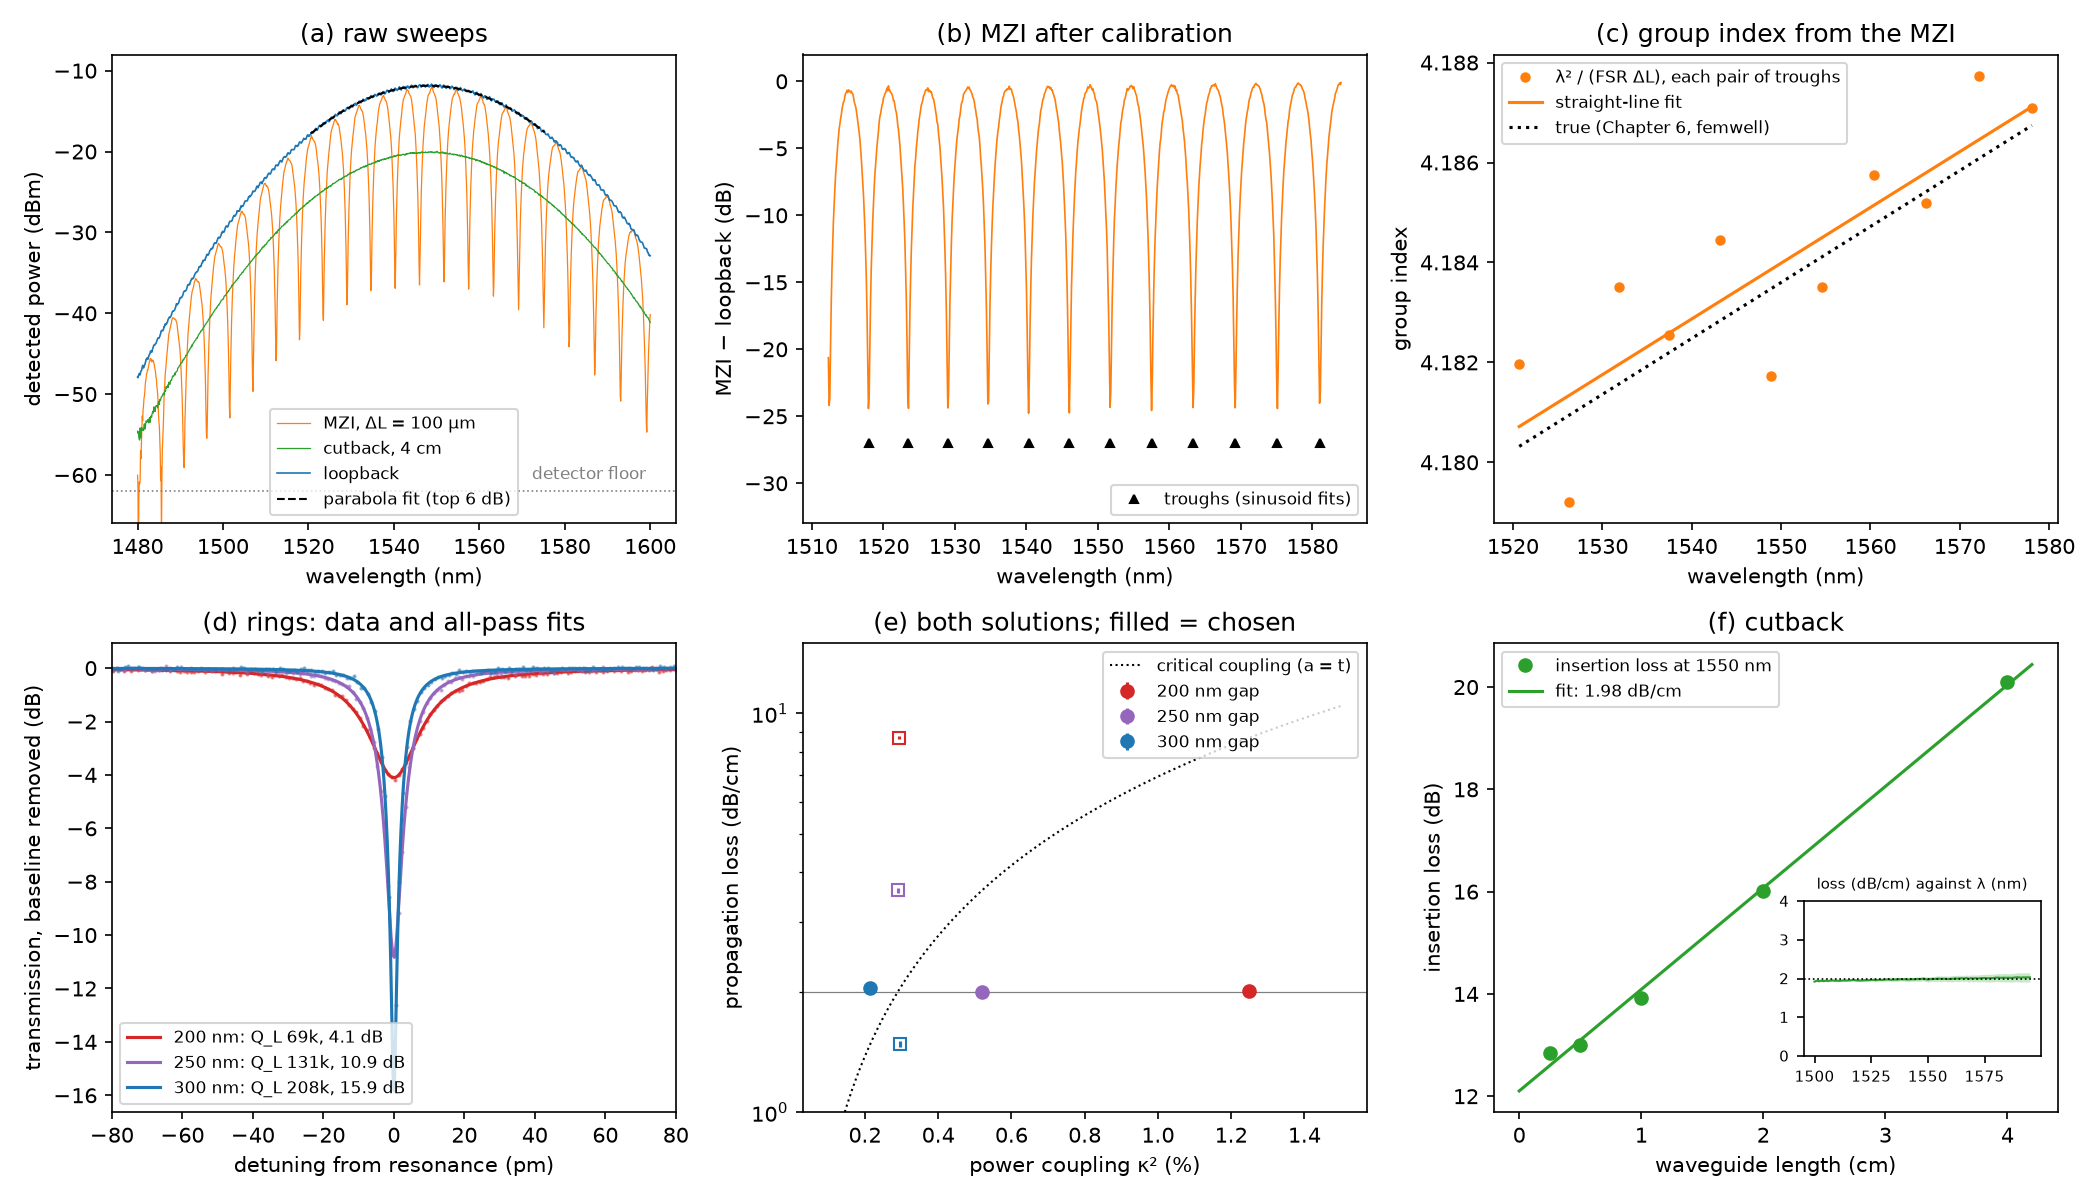 (a) raw sweeps
detected power (dBm)
−10
−20
−30
−40
−50
−60
MZI, ΔL = 100 μm
cutback, 4 cm
loopback
parabola fit (top 6 dB)
detector floor
1480 1500 1520 1540 1560 1580 1600
wavelength (nm)
(b) MZI after calibration
MZI − loopback (dB)
0
−5
−10
−15
−20
−25
−30
troughs (sinusoid fits)
1510 1520 1530 1540 1550 1560 1570 1580
wavelength (nm)
(c) group index from the MZI
group index
4.188
4.186
4.184
4.182
4.180
λ² / (FSR ΔL), each pair of troughs
straight-line fit
true (Chapter 6, femwell)
1520 1530 1540 1550 1560 1570 1580
wavelength (nm)
(d) rings: data and all-pass fits
transmission, baseline removed (dB)
0
−2
−4
−6
−8
−10
−12
−14
−16
200 nm: Q_L 69k, 4.1 dB
250 nm: Q_L 131k, 10.9 dB
300 nm: Q_L 208k, 15.9 dB
−80 −60 −40 −20 0 20 40 60 80
detuning from resonance (pm)
(e) both solutions; filled = chosen
propagation loss (dB/cm)
10¹
10⁰
critical coupling (a = t)
200 nm gap
250 nm gap
300 nm gap
0.2 0.4 0.6 0.8 1.0 1.2 1.4
power coupling κ² (%)
(f) cutback
insertion loss (dB)
20
18
16
14
12
insertion loss at 1550 nm
fit: 1.98 dB/cm
loss (dB/cm) against λ (nm)
4
3
2
1
0
1500 1525 1550 1575
0 1 2 3 4
waveguide length (cm)